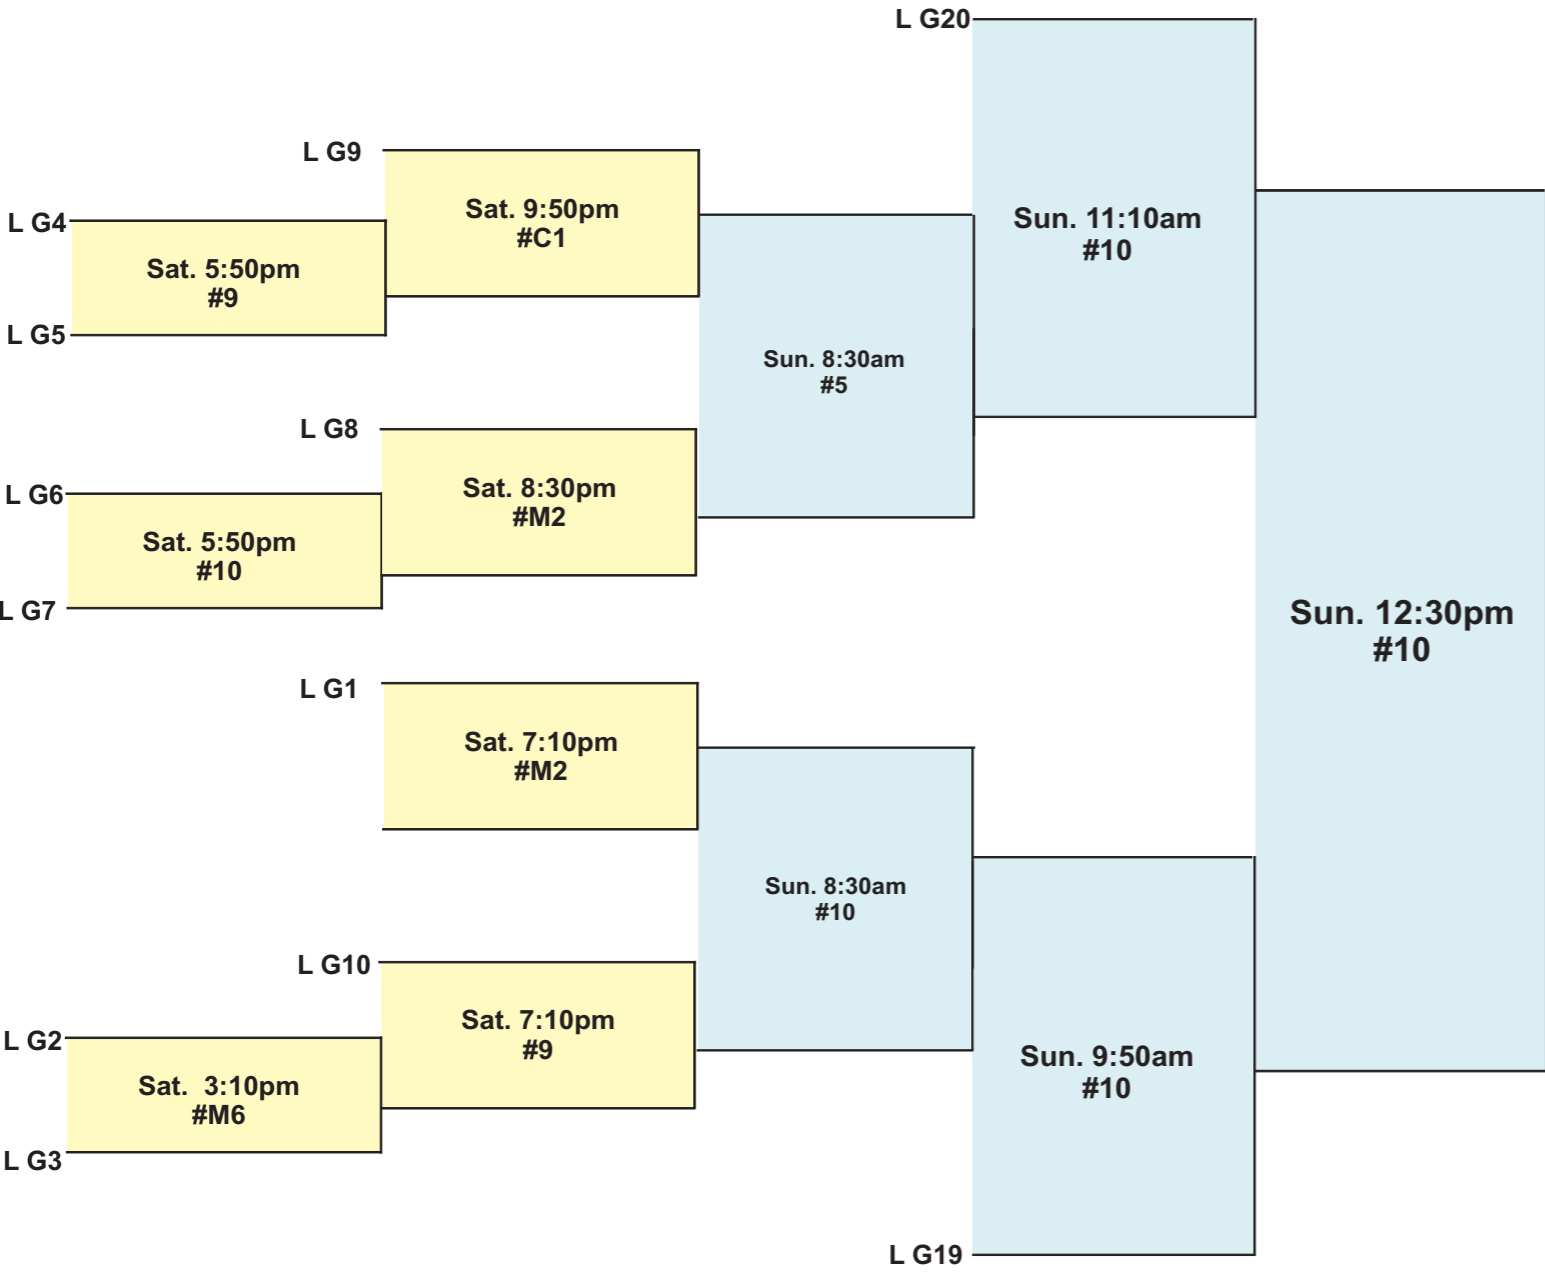 L G20
L G9
Sat. 9:50pm
#C1
L G4
Sun. 11:10am
#10
Sat. 5:50pm
#9
L G5
Sun. 8:30am
#5
L G8
L G6
Sat. 8:30pm
#M2
Sat. 5:50pm
#10
L G7
Sun. 12:30pm
#10
L G1
Sat. 7:10pm
#M2
Sun. 8:30am
#10
L G10
Sat. 7:10pm
#9
L G2
Sun. 9:50am
#10
Sat. 3:10pm
#M6
L G3
L G19